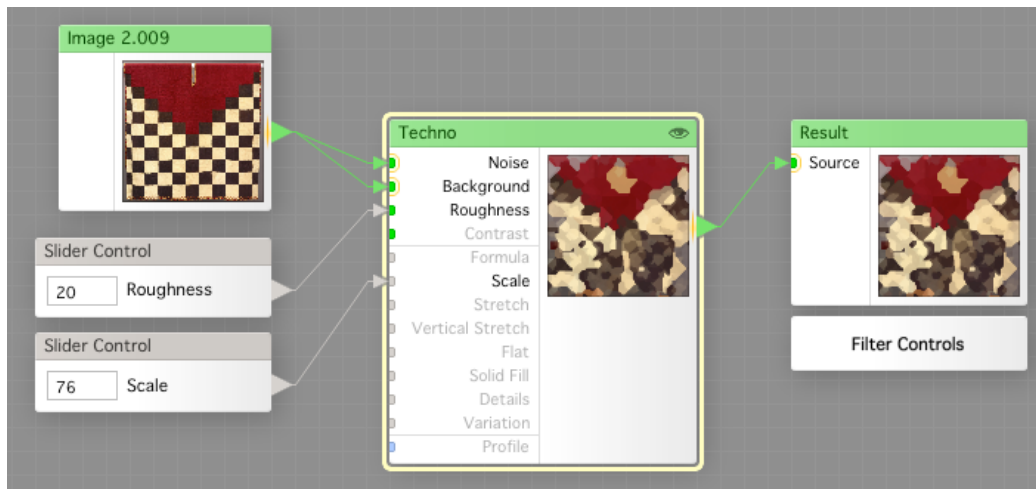 Image 2.009
Slider Control
20 Roughness
Slider Control
76 Scale
Techno
Noise
Background
Roughness
Contrast
Formula
Scale
Stretch
Vertical Stretch
Flat
Solid Fill
Details
Variation
Profile
Result
Source
Filter Controls